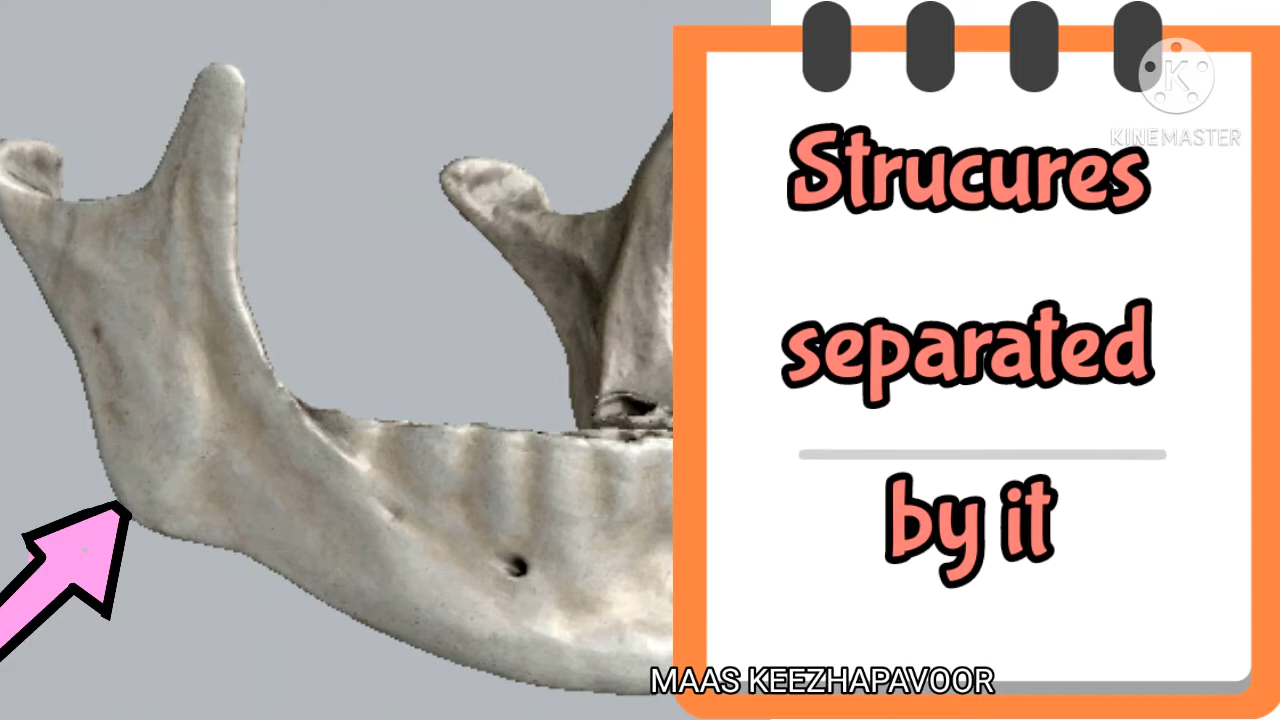 K
KINEMASTER
Strucures
separated
by it
MAAS KEEZHAPAVOOR